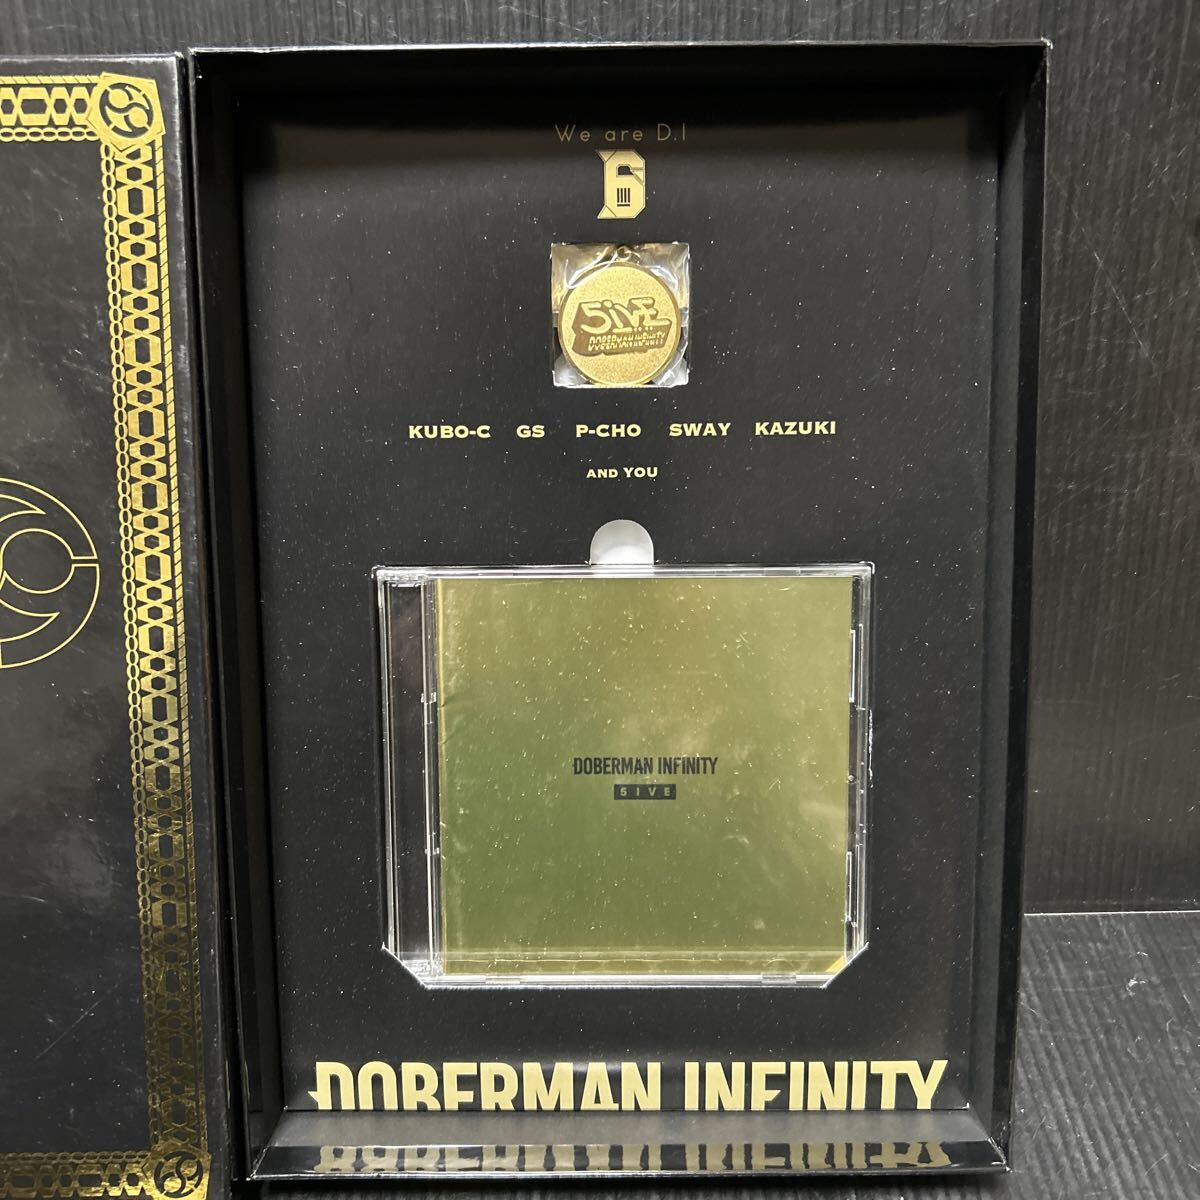 We are D.I
6
5IVE
DOBERMAN INFINITY
KUBO-C GS P-CHO SWAY KAZUKI
AND YOU
DOBERMAN INFINITY
5IVE
DOBERMAN INFINITY